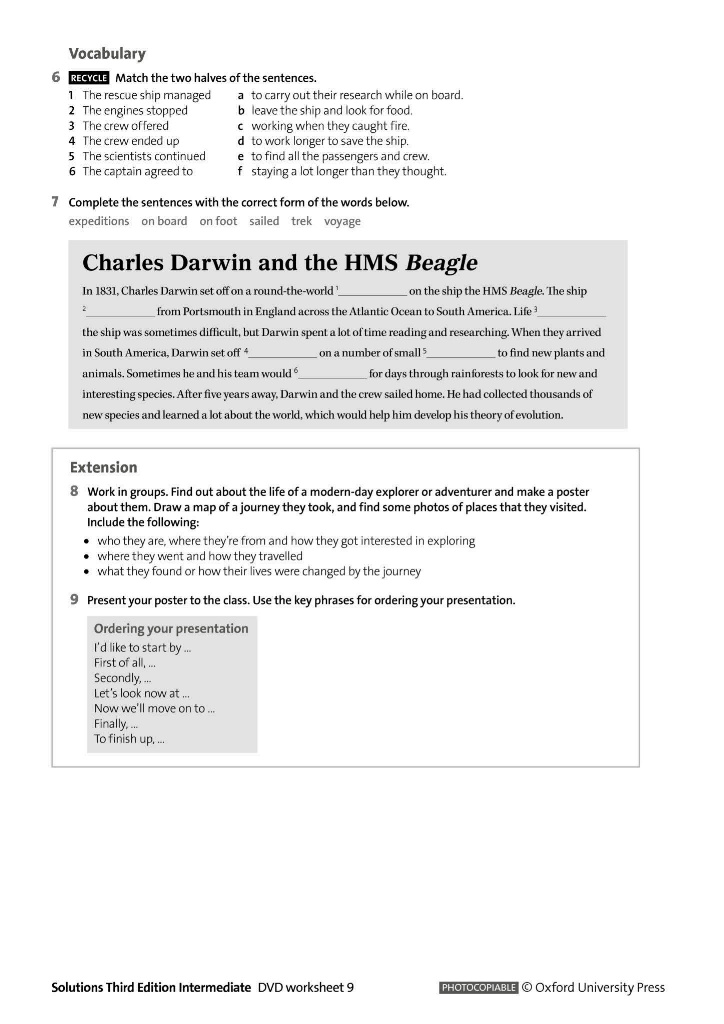 Vocabulary
6 RECYCLE Match the two halves of the sentences.
1 The rescue ship managed a to carry out their research while on board.
2 The engines stopped b leave the ship and look for food.
3 The crew offered c working when they caught fire.
4 The crew ended up d to work longer to save the ship.
5 The scientists continued e to find all the passengers and crew.
6 The captain agreed to f staying a lot longer than they thought.
7 Complete the sentences with the correct form of the words below.
expeditions on board on foot sailed trek voyage
Charles Darwin and the HMS Beagle
In 1831, Charles Darwin set off on a round-the-world 1____________ on the ship the HMS Beagle. The ship
2____________ from Portsmouth in England across the Atlantic Ocean to South America. Life 3____________
the ship was sometimes difficult, but Darwin spent a lot of time reading and researching. When they arrived
in South America, Darwin set off 4____________ on a number of small 5____________ to find new plants and
animals. Sometimes he and his team would 6____________ for days through rainforests to look for new and
interesting species. After five years away, Darwin and the crew sailed home. He had collected thousands of
new species and learned a lot about the world, which would help him develop his theory of evolution.
Extension
8 Work in groups. Find out about the life of a modern-day explorer or adventurer and make a poster
about them. Draw a map of a journey they took, and find some photos of places that they visited.
Include the following:
• who they are, where they're from and how they got interested in exploring
• where they went and how they travelled
• what they found or how their lives were changed by the journey
9 Present your poster to the class. Use the key phrases for ordering your presentation.
Ordering your presentation
I'd like to start by ...
First of all, ...
Secondly, ...
Let's look now at ...
Now we'll move on to ...
Finally, ...
To finish up, ...
Solutions Third Edition Intermediate DVD worksheet 9 PHOTOCOPIABLE © Oxford University Press